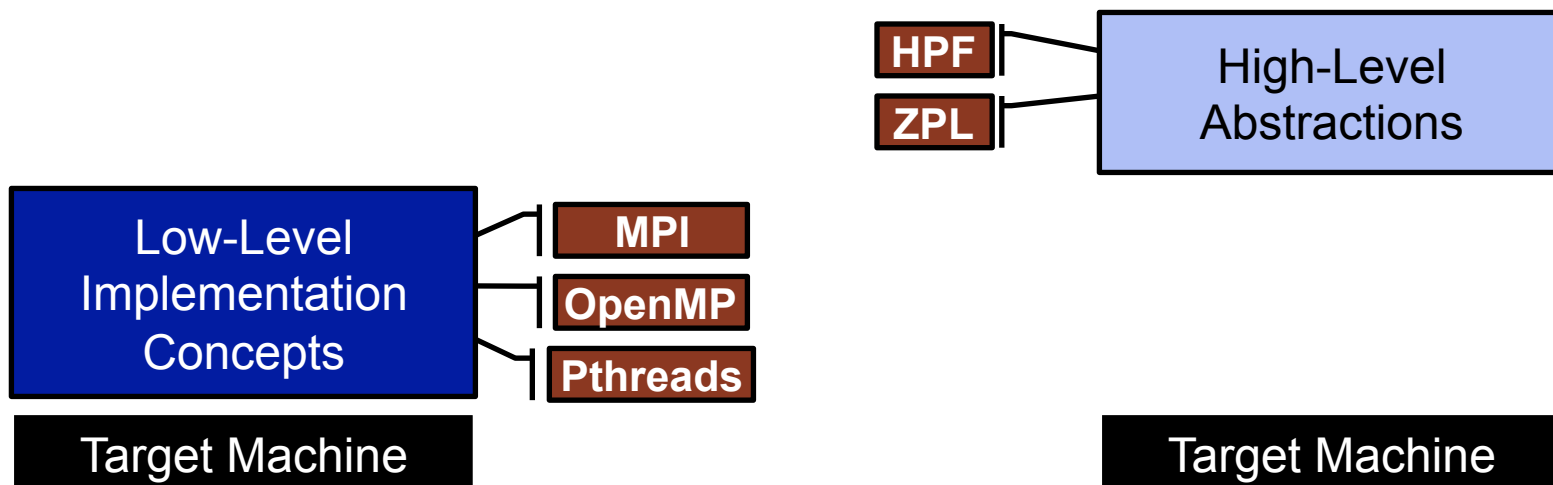 HPF
ZPL
High-Level
Abstractions
Low-Level
Implementation
Concepts
MPI
OpenMP
Pthreads
Target Machine
Target Machine